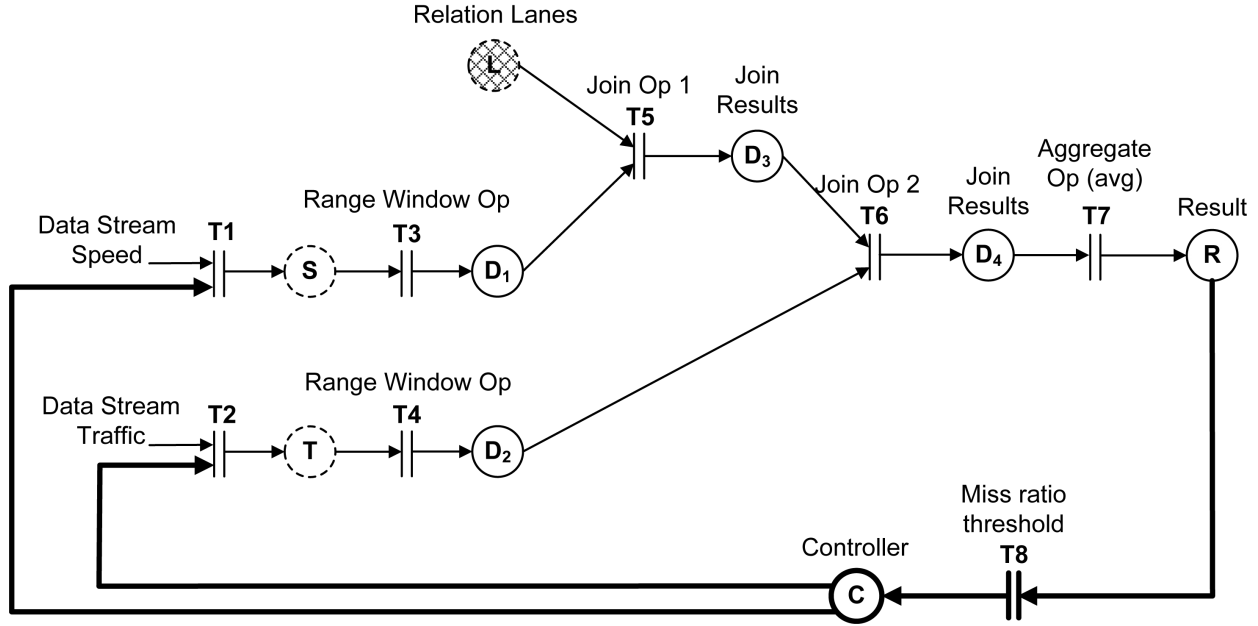 Relation Lanes
L
Join Op 1
T5
Join
Results
D3
Join Op 2
T6
Join
Results
D4
Aggregate
Op (avg)
T7
Result
R
Data Stream
Speed
T1
S
Range Window Op
T3
D1
Data Stream
Traffic
T2
T
Range Window Op
T4
D2
Miss ratio
threshold
T8
Controller
C